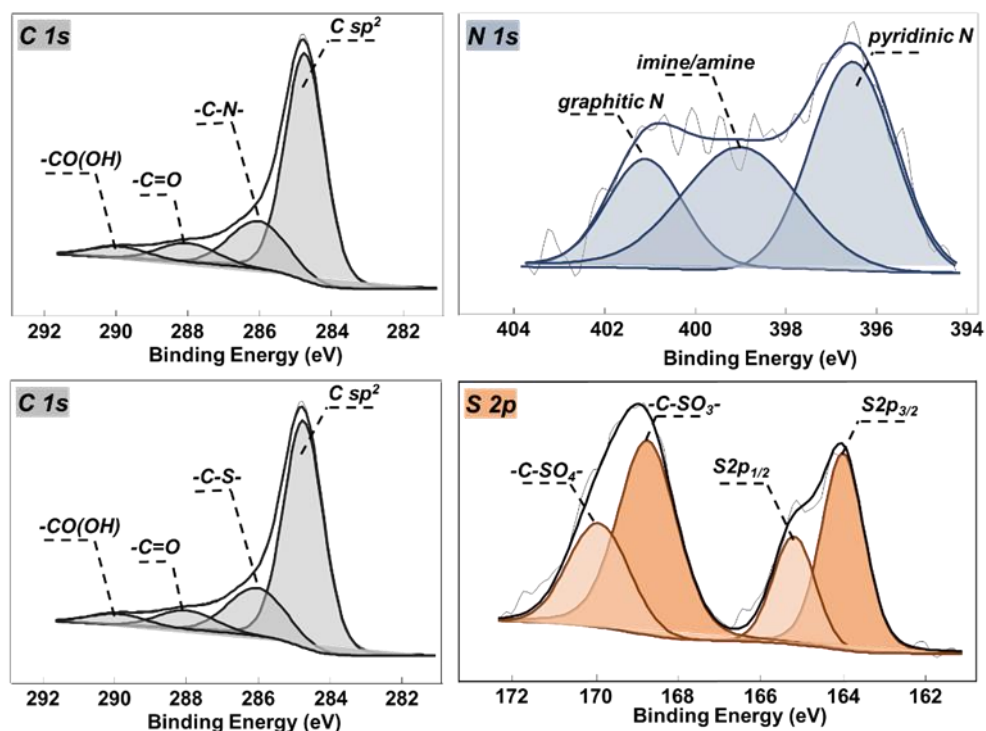 C 1s
C sp²
-C-N-
-CO(OH)
-C=O
292 290 288 286 284 282
Binding Energy (eV)
N 1s
pyridinic N
imine/amine
graphitic N
404 402 400 398 396 394
Binding Energy (eV)
C 1s
C sp²
-C-S-
-CO(OH)
-C=O
292 290 288 286 284 282
Binding Energy (eV)
S 2p
-C-SO₃-
S2p₃/₂
-C-SO₄-
S2p₁/₂
172 170 168 166 164 162
Binding Energy (eV)